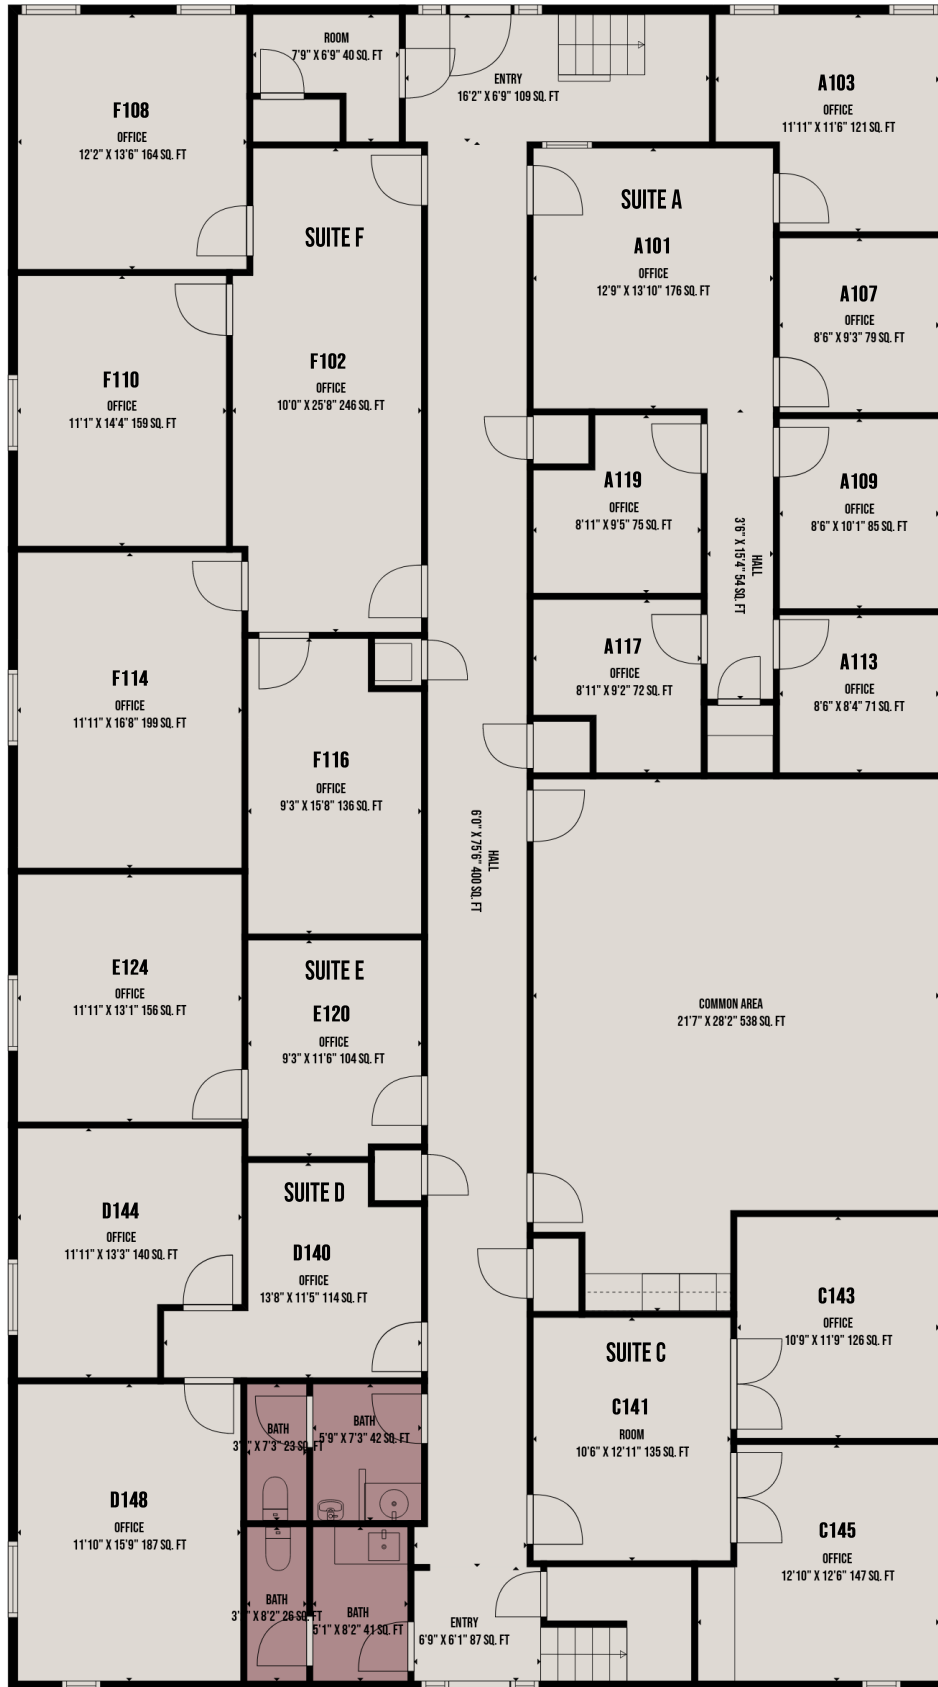 ROOM
7'9" X 6'9" 40 SQ. FT
ENTRY
16'2" X 6'9" 109 SQ. FT
A103
OFFICE
11'11" X 11'6" 121 SQ. FT
F108
OFFICE
12'2" X 13'6" 164 SQ. FT
SUITE F
SUITE A
A101
OFFICE
12'9" X 13'10" 176 SQ. FT
A107
OFFICE
8'6" X 9'3" 79 SQ. FT
F110
OFFICE
11'1" X 14'4" 159 SQ. FT
F102
OFFICE
10'0" X 25'8" 246 SQ. FT
A119
OFFICE
8'11" X 9'5" 75 SQ. FT
A109
OFFICE
8'6" X 10'1" 85 SQ. FT
HALL
3'6" X 15'4" 54 SQ. FT
F114
OFFICE
11'11" X 16'8" 199 SQ. FT
A117
OFFICE
8'11" X 9'2" 72 SQ. FT
A113
OFFICE
8'6" X 8'4" 71 SQ. FT
F116
OFFICE
9'3" X 15'8" 136 SQ. FT
HALL
6'0" X 75'6" 400 SQ. FT
E124
OFFICE
11'11" X 13'1" 156 SQ. FT
SUITE E
E120
OFFICE
9'3" X 11'6" 104 SQ. FT
COMMON AREA
21'7" X 28'2" 538 SQ. FT
D144
OFFICE
11'11" X 13'3" 140 SQ. FT
SUITE D
D140
OFFICE
13'8" X 11'5" 114 SQ. FT
C143
OFFICE
10'9" X 11'9" 126 SQ. FT
SUITE C
C141
ROOM
10'6" X 12'11" 135 SQ. FT
BATH
X 7'3" 23 SQ. FT
BATH
5'9" X 7'3" 42 SQ. FT
D148
OFFICE
11'10" X 15'9" 187 SQ. FT
C145
OFFICE
12'10" X 12'6" 147 SQ. FT
BATH
X 8'2" 26 SQ. FT
BATH
5'1" X 8'2" 41 SQ. FT
ENTRY
6'9" X 6'1" 87 SQ. FT